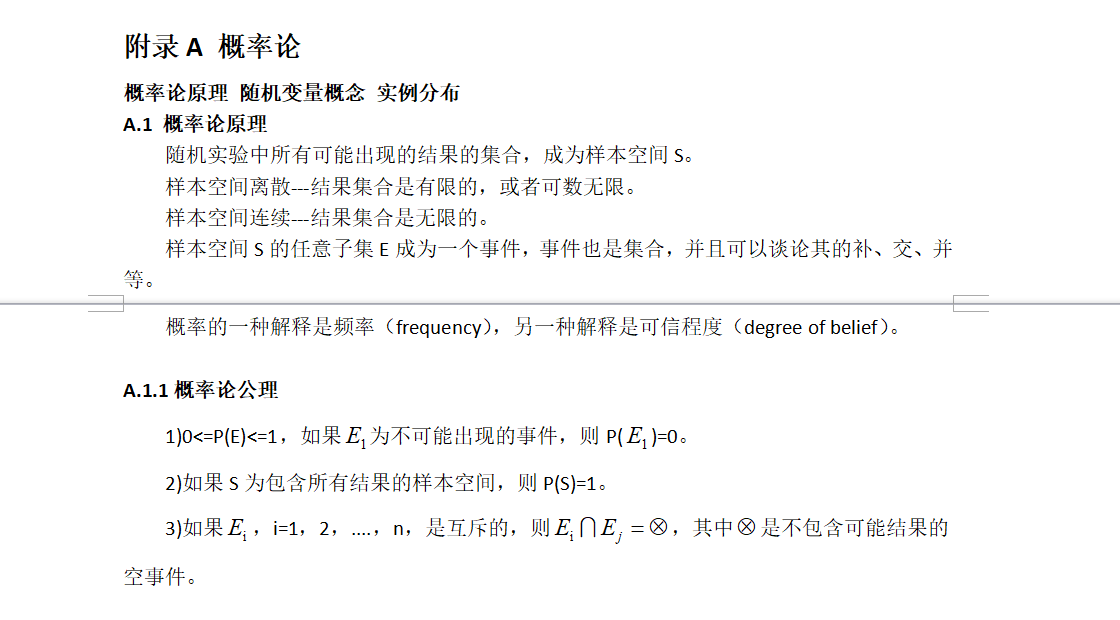 附录 A  概率论
概率论原理  随机变量概念  实例分布
A.1  概率论原理
随机实验中所有可能出现的结果的集合，成为样本空间 S。
样本空间离散---结果集合是有限的，或者可数无限。
样本空间连续---结果集合是无限的。
样本空间 S 的任意子集 E 成为一个事件，事件也是集合，并且可以谈论其的补、交、并
等。
概率的一种解释是频率（frequency），另一种解释是可信程度（degree of belief）。
A.1.1 概率论公理
1)0<=P(E)<=1，如果 E₁ 为不可能出现的事件，则 P( E₁ )=0。
2)如果 S 为包含所有结果的样本空间，则 P(S)=1。
3)如果 Eᵢ ，i=1，2，....，n，是互斥的，则 Eᵢ ⋂ Eⱼ = ⊗，其中 ⊗ 是不包含可能结果的
空事件。